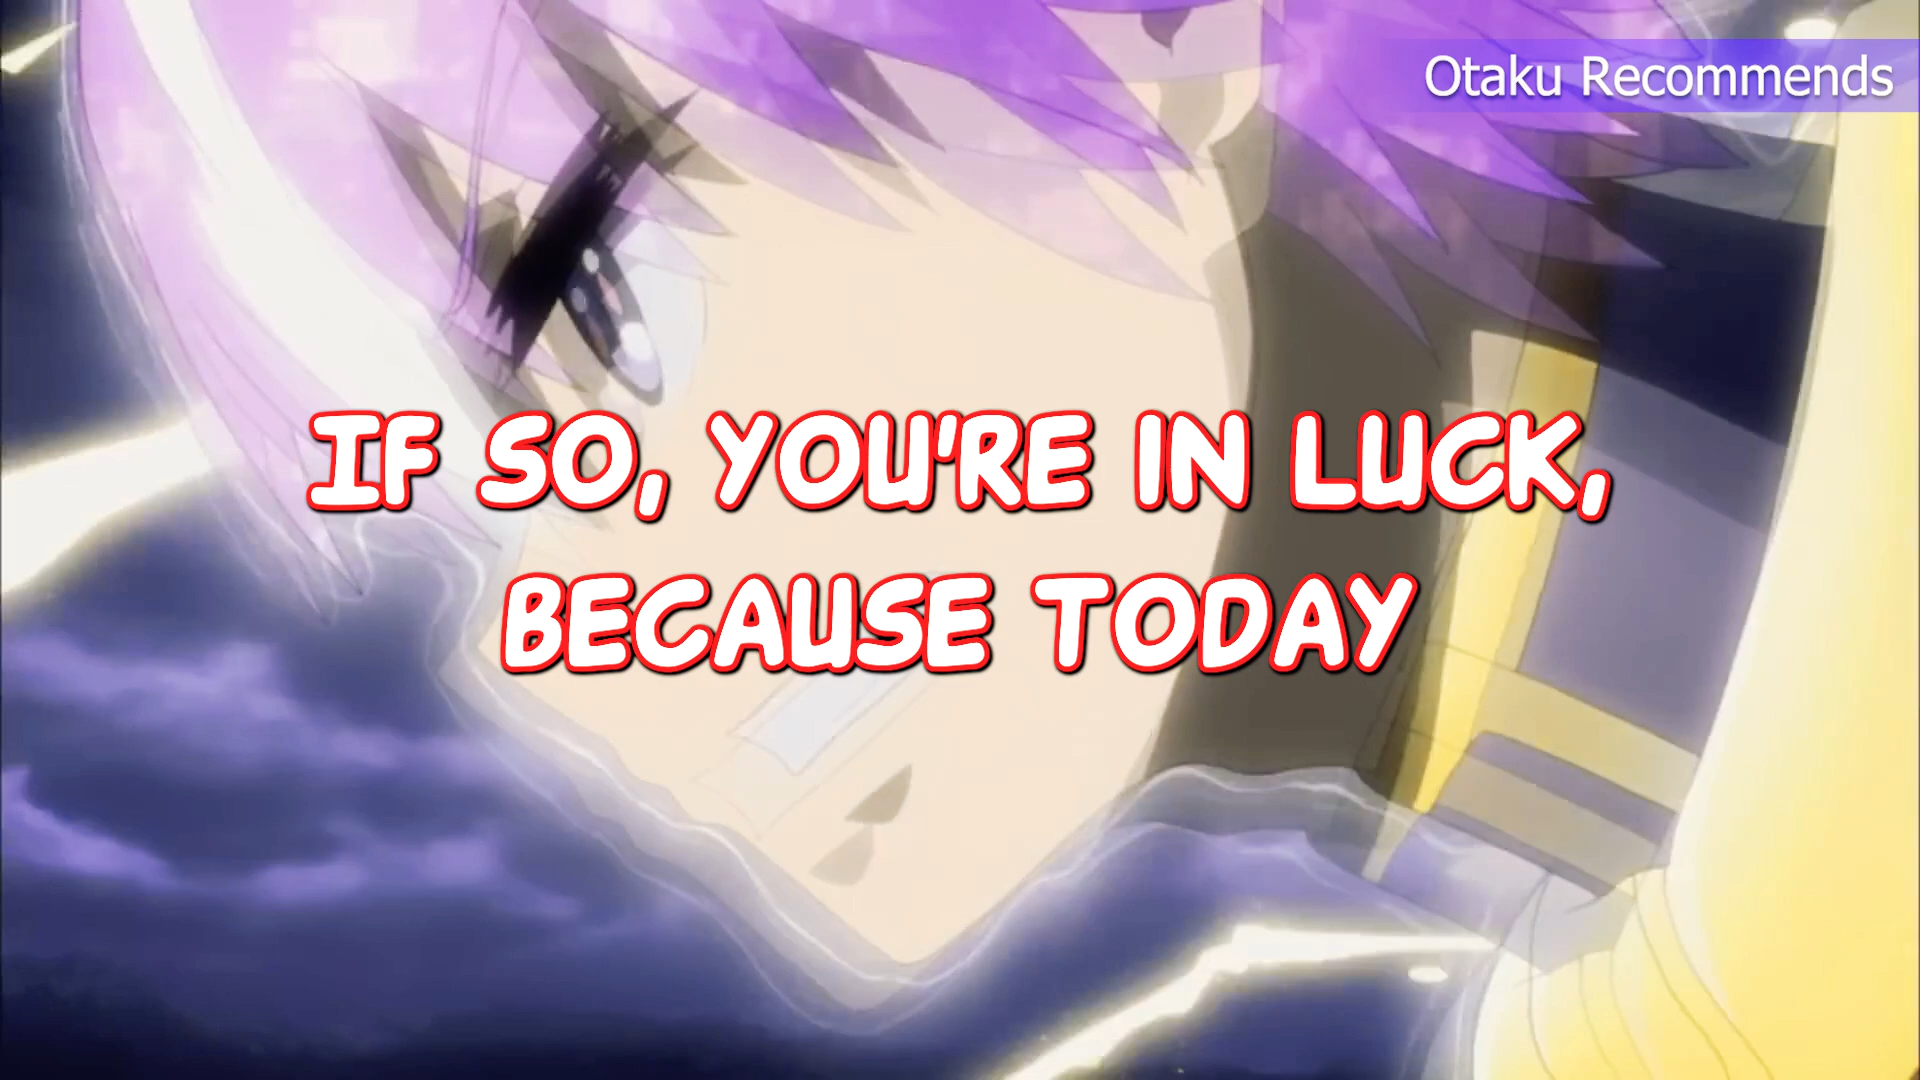 Otaku Recommends
IF SO, YOU'RE IN LUCK,
BECAUSE TODAY